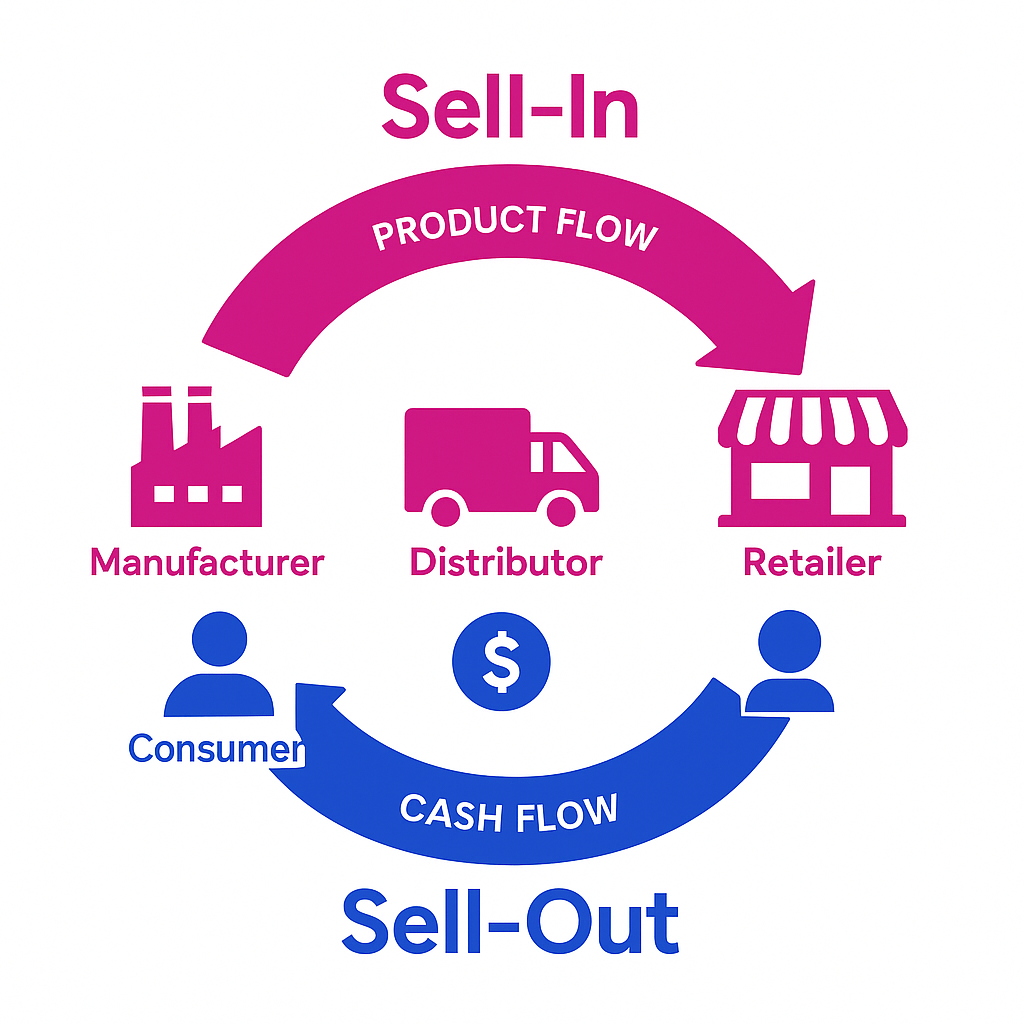 Sell-In
PRODUCT FLOW
Manufacturer
Distributor
Retailer
$
Consumer
CASH FLOW
Sell-Out